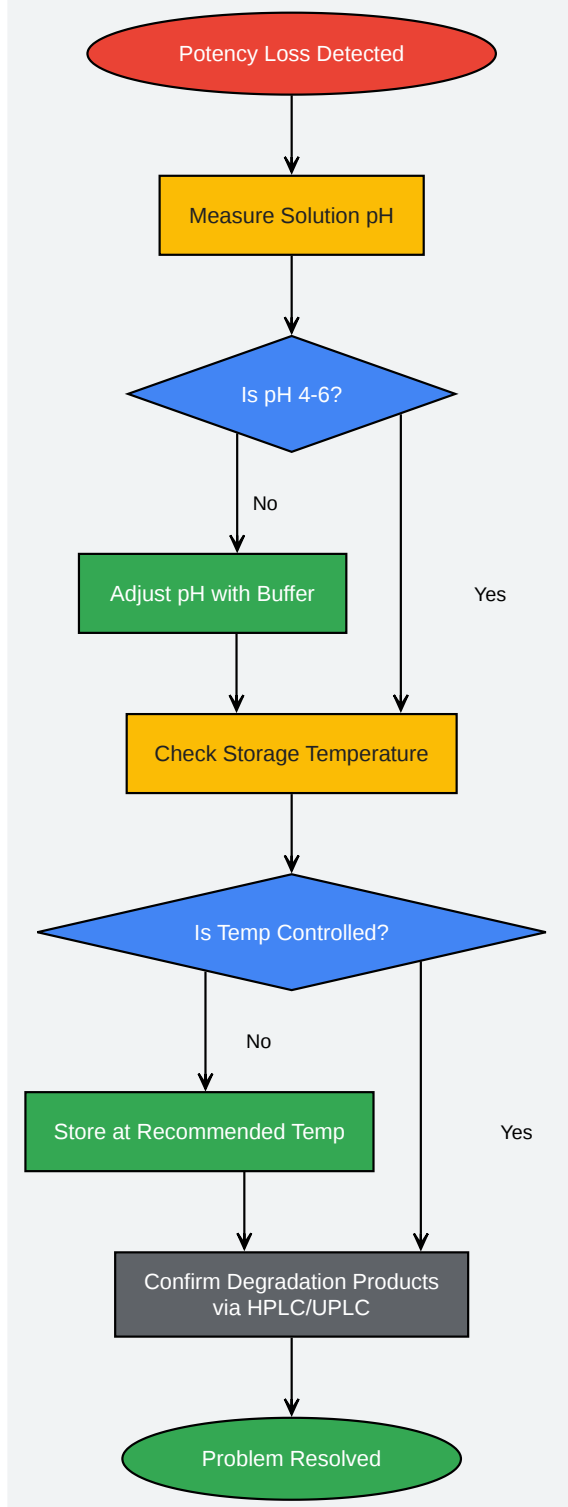 Potency Loss Detected
Measure Solution pH
Is pH 4-6?
No
Adjust pH with Buffer
Yes
Check Storage Temperature
Is Temp Controlled?
No
Store at Recommended Temp
Yes
Confirm Degradation Products
via HPLC/UPLC
Problem Resolved